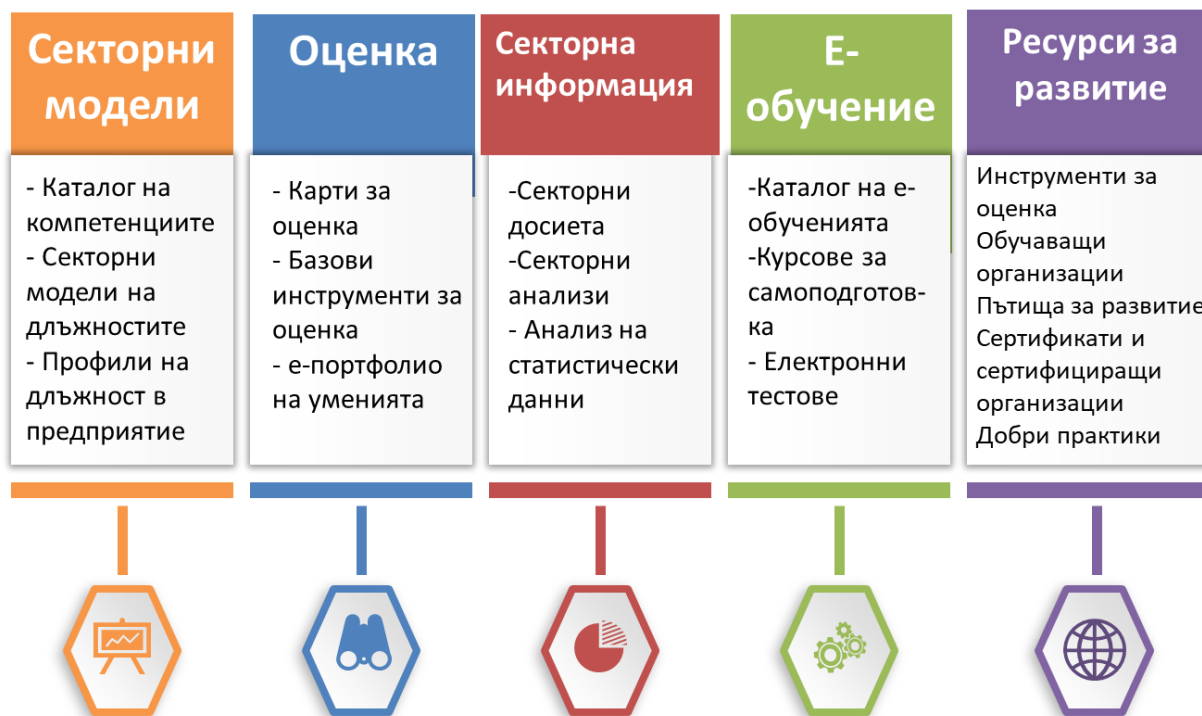 Секторни
модели
- Каталог на
компетенциите
- Секторни
модели на
длъжностите
- Профили на
длъжност в
предприятие
Оценка
- Карти за
оценка
- Базови
инструменти за
оценка
- е-портфолио
на уменията
Секторна
информация
-Секторни
досиета
-Секторни
анализи
- Анализ на
статистически
данни
Е-
обучение
-Каталог на е-
обученията
-Курсове за
самоподготов-
ка
- Електронни
тестове
Ресурси за
развитие
Инструменти за
оценка
Обучаващи
организации
Пътища за развитие
Сертификати и
сертифициращи
организации
Добри практики